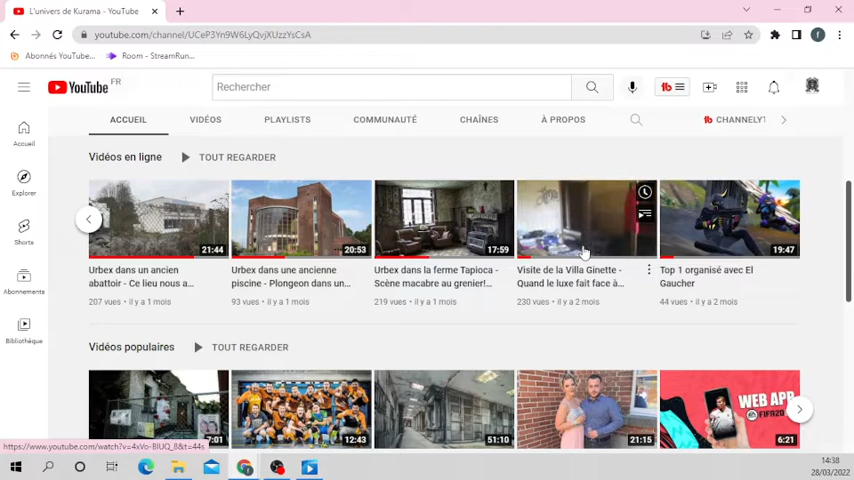 L'univers de Kurama - YouTube
youtube.com/channel/UCeP3Yn9W6LyQvjXUzzYsCsA
Abonnés YouTube...
Room - StreamRun...
YouTube FR
Rechercher
ACCUEIL VIDÉOS PLAYLISTS COMMUNAUTÉ CHAÎNES À PROPOS CHANELYT
Accueil
Explorer
Shorts
Abonnements
Bibliothèque
Vidéos en ligne TOUT REGARDER
21:44 20:53 17:59 19:47
Urbex dans un ancien abattoir - Ce lieu nous a...
207 vues • il y a 1 mois
Urbex dans une ancienne piscine - Plongeon dans un...
93 vues • il y a 1 mois
Urbex dans la ferme Tapioca - Scène macabre au grenier!...
219 vues • il y a 1 mois
Visite de la Villa Ginette - Quand le luxe fait face à...
230 vues • il y a 2 mois
Top 1 organisé avec El Gaucher
44 vues • il y a 2 mois
Vidéos populaires TOUT REGARDER
WEB APP
FIFA20
12:43 51:10 21:15 6:21
https://www.youtube.com/watch?v=4xVo-BIUQ_8&t=44s
14:38
28/03/2022